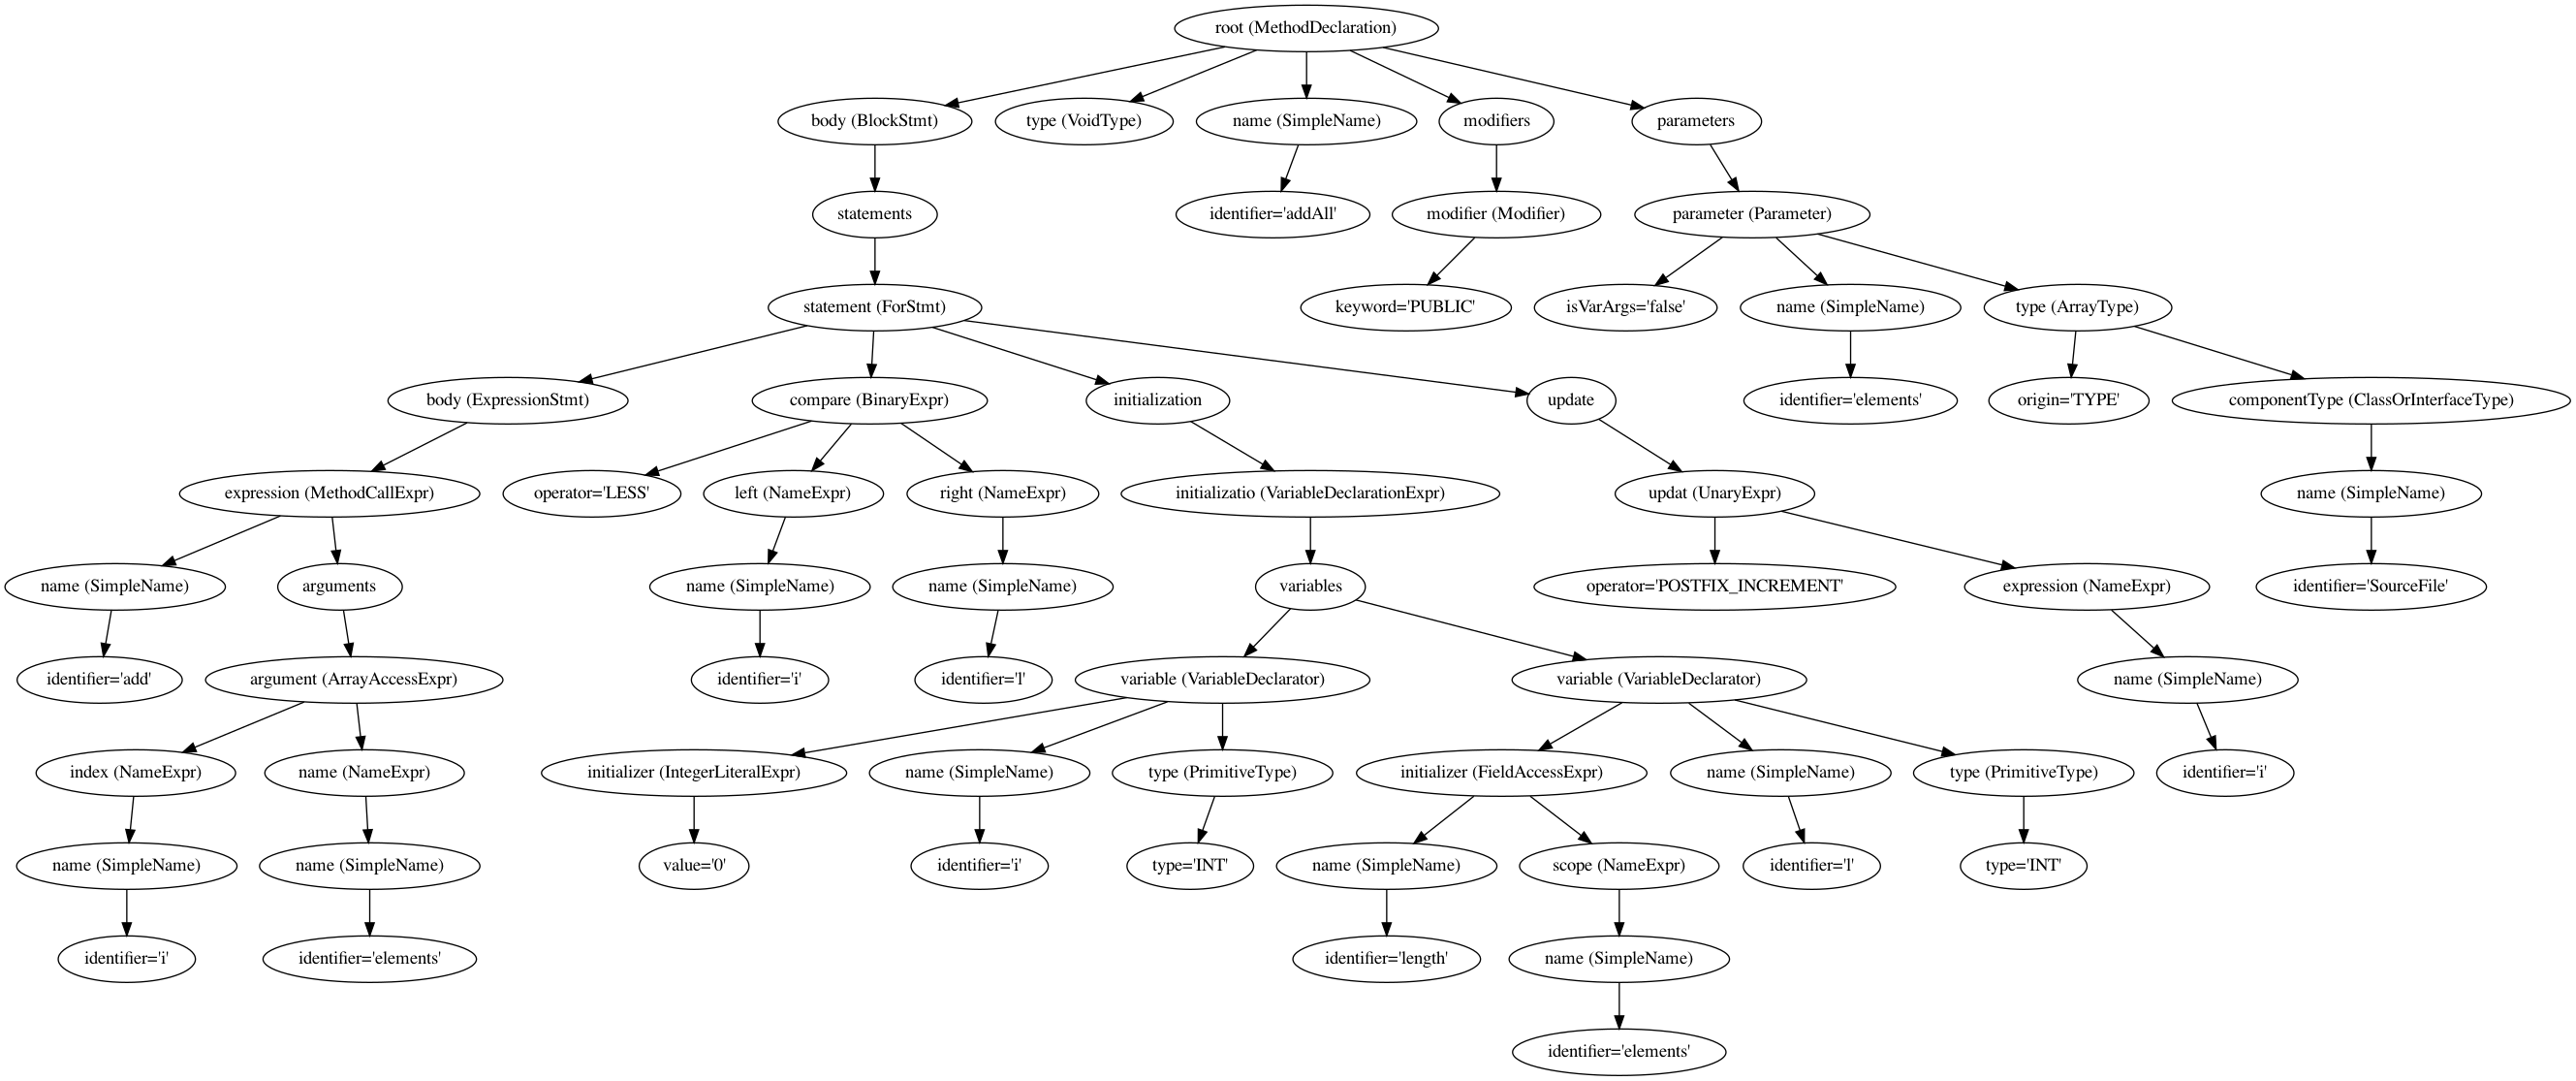 root (MethodDeclaration)
body (BlockStmt)
type (VoidType)
name (SimpleName)
modifiers
parameters
statements
identifier='addAll'
modifier (Modifier)
parameter (Parameter)
statement (ForStmt)
keyword='PUBLIC'
isVarArgs='false'
name (SimpleName)
type (ArrayType)
body (ExpressionStmt)
compare (BinaryExpr)
initialization
update
identifier='elements'
origin='TYPE'
componentType (ClassOrInterfaceType)
expression (MethodCallExpr)
operator='LESS'
left (NameExpr)
right (NameExpr)
initializatio (VariableDeclarationExpr)
updat (UnaryExpr)
name (SimpleName)
name (SimpleName)
arguments
name (SimpleName)
name (SimpleName)
variables
operator='POSTFIX_INCREMENT'
expression (NameExpr)
identifier='SourceFile'
identifier='add'
argument (ArrayAccessExpr)
identifier='i'
identifier='l'
variable (VariableDeclarator)
variable (VariableDeclarator)
name (SimpleName)
index (NameExpr)
name (NameExpr)
initializer (IntegerLiteralExpr)
name (SimpleName)
type (PrimitiveType)
initializer (FieldAccessExpr)
name (SimpleName)
type (PrimitiveType)
identifier='i'
name (SimpleName)
name (SimpleName)
value='0'
identifier='i'
type='INT'
name (SimpleName)
scope (NameExpr)
identifier='l'
type='INT'
identifier='i'
identifier='elements'
identifier='length'
name (SimpleName)
identifier='elements'